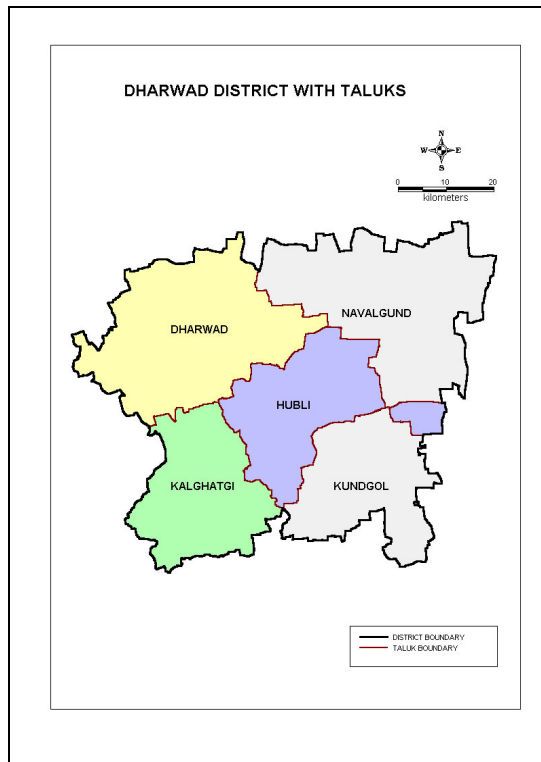 DHARWAD DISTRICT WITH TALUKS
N
W E
S
0 10 20
kilometers
NAVALGUND
DHARWAD
HUBLI
KALGHATGI
KUNDGOL
DISTRICT BOUNDARY
TALUK BOUNDARY